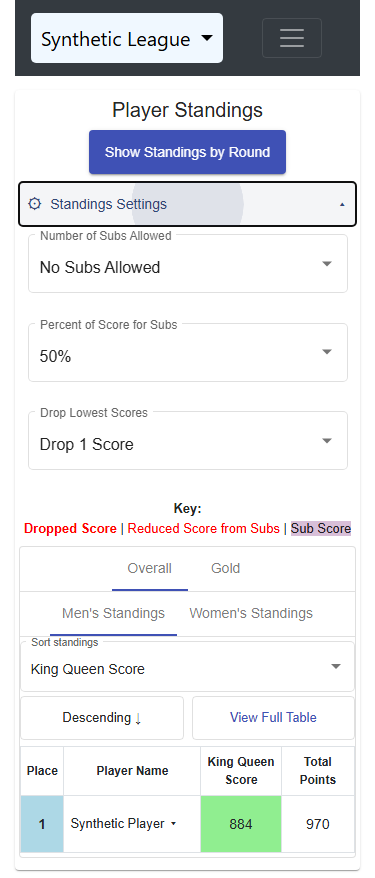 Synthetic League
Player Standings
Show Standings by Round
Standings Settings
Number of Subs Allowed
No Subs Allowed
Percent of Score for Subs
50%
Drop Lowest Scores
Drop 1 Score
Key:
Dropped Score | Reduced Score from Subs | Sub Score
Overall Gold
Men's Standings Women's Standings
Sort standings
King Queen Score
Descending ↓ View Full Table
Place Player Name King Queen Score Total Points
1 Synthetic Player 884 970